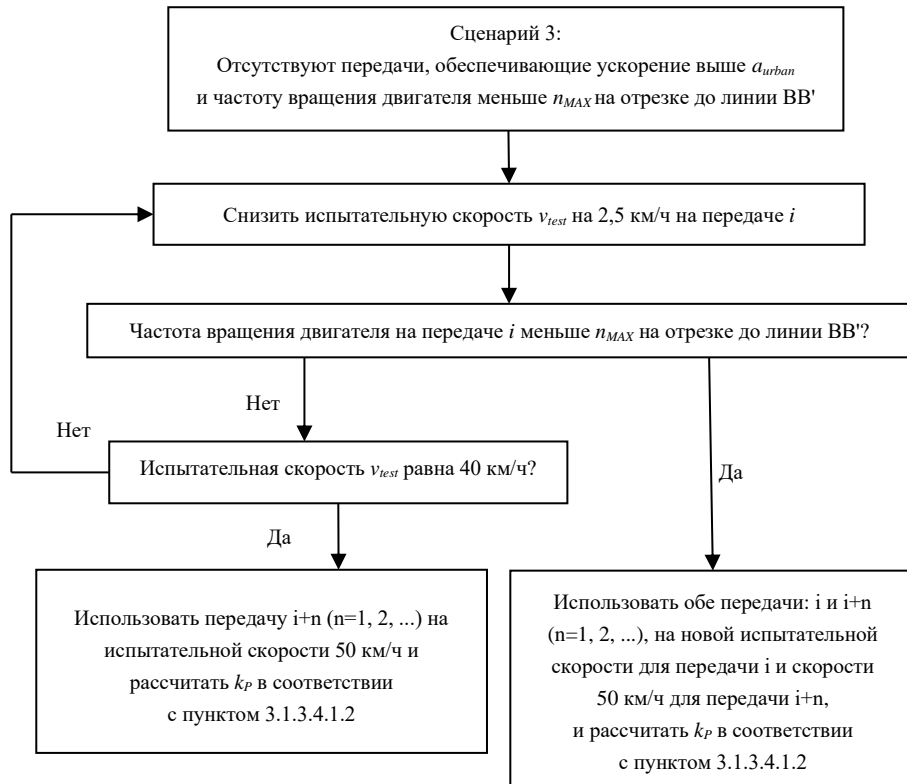 Сценарий 3:
Отсутствуют передачи, обеспечивающие ускорение выше a_urban
и частоту вращения двигателя меньше n_MAX на отрезке до линии BB'
Снизить испытательную скорость v_test на 2,5 км/ч на передаче i
Частота вращения двигателя на передаче i меньше n_MAX на отрезке до линии BB'?
Нет
Нет
Испытательная скорость v_test равна 40 км/ч?
Да
Да
Использовать передачу i+n (n=1, 2, ...) на
испытательной скорости 50 км/ч и
рассчитать k_P в соответствии
с пунктом 3.1.3.4.1.2
Использовать обе передачи: i и i+n
(n=1, 2, ...), на новой испытательной
скорости для передачи i и скорости
50 км/ч для передачи i+n,
и рассчитать k_P в соответствии
с пунктом 3.1.3.4.1.2